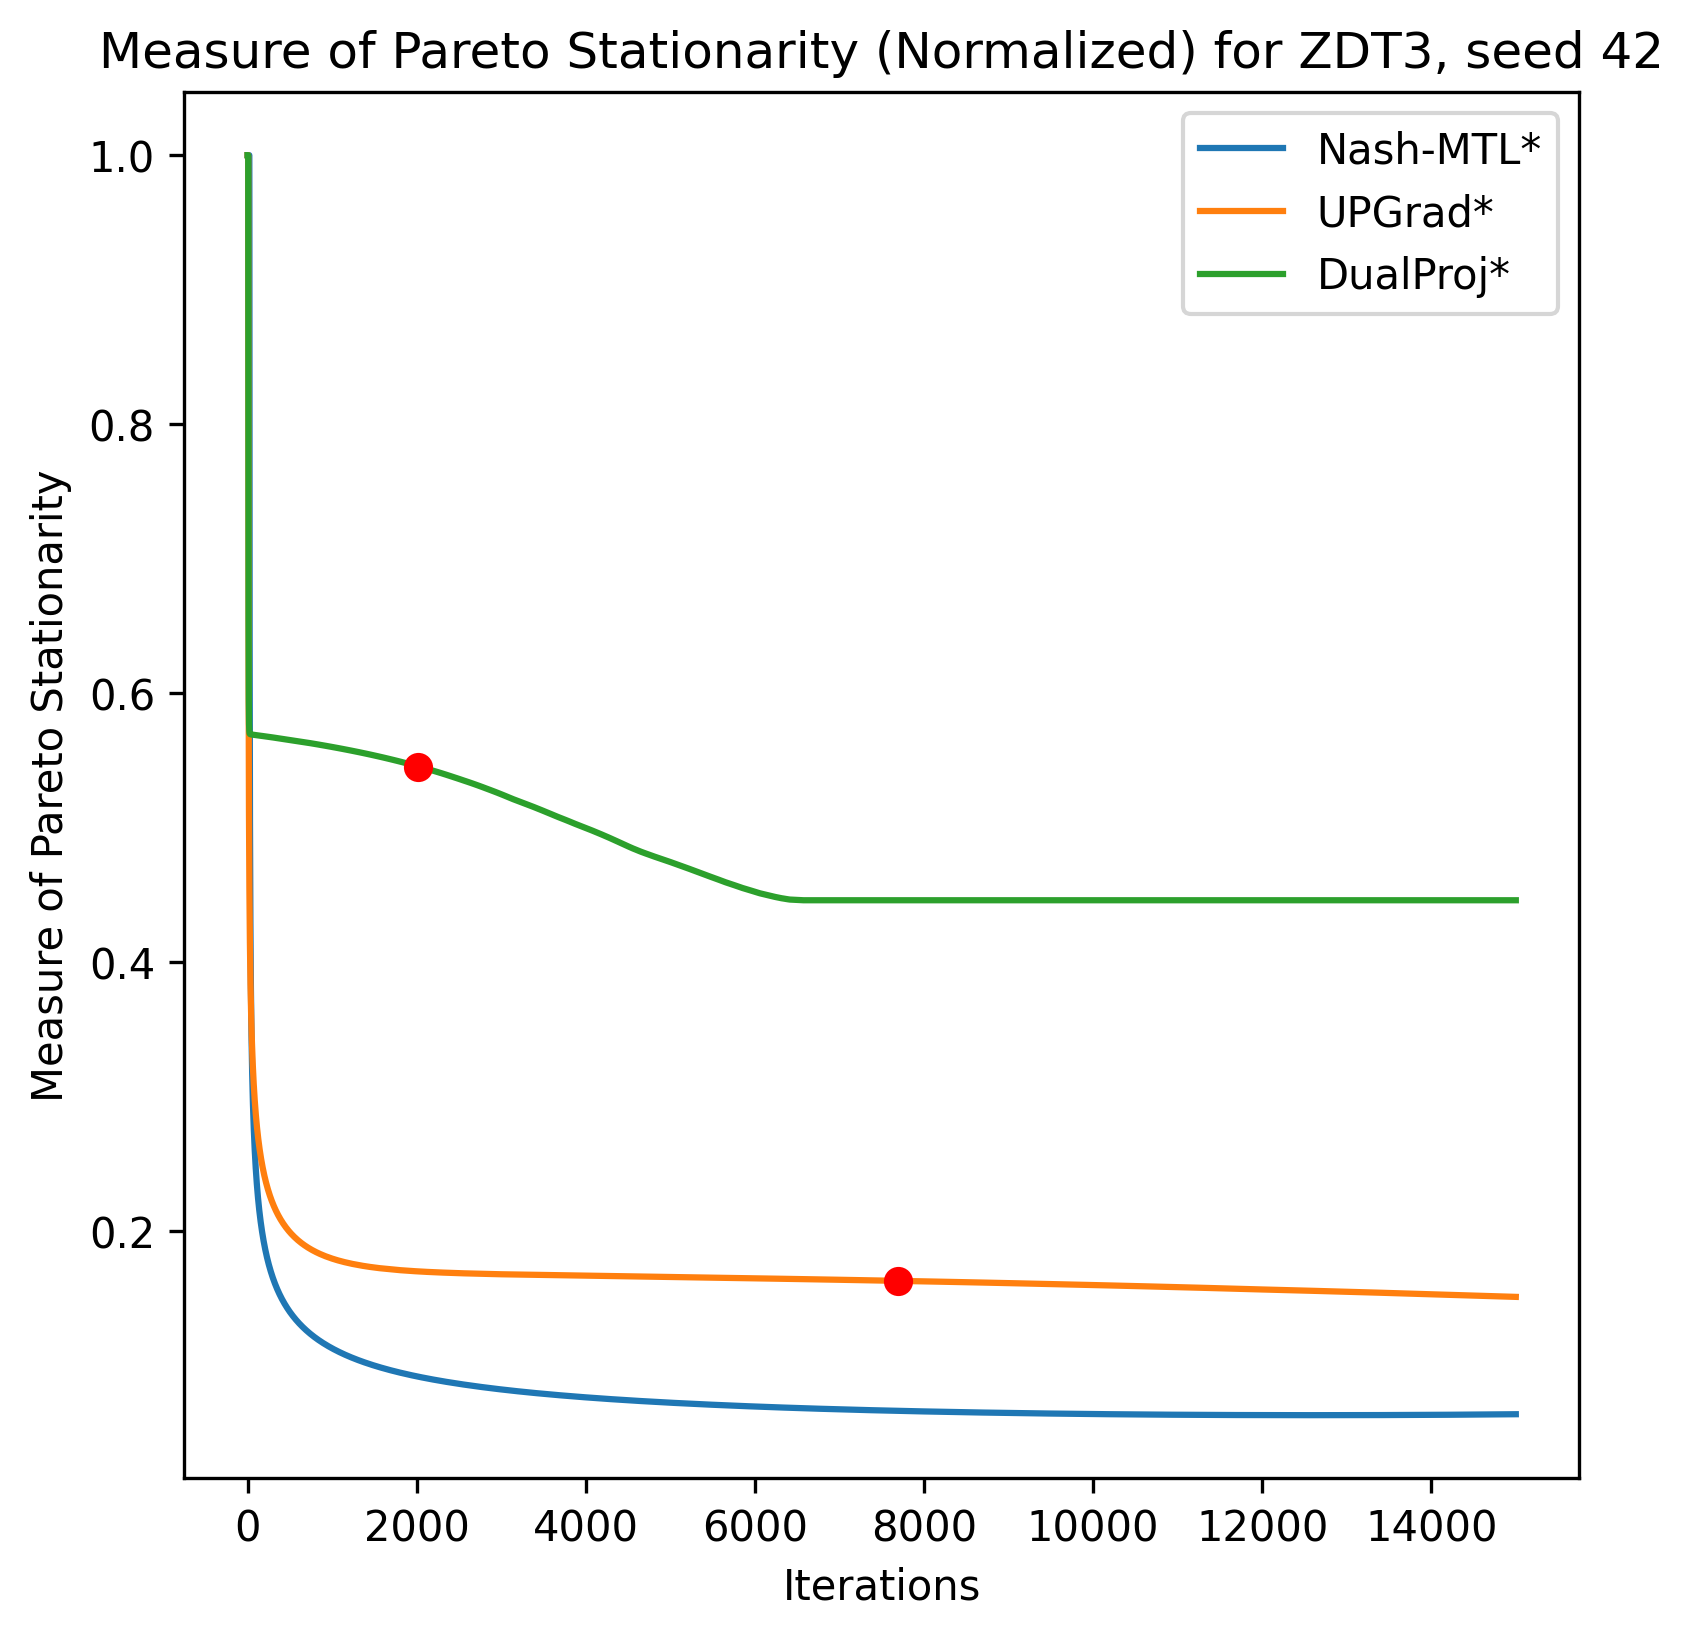 Measure of Pareto Stationarity (Normalized) for ZDT3, seed 42
Nash-MTL*
UPGrad*
DualProj*
Measure of Pareto Stationarity
1.0
0.8
0.6
0.4
0.2
0 2000 4000 6000 8000 10000 12000 14000
Iterations